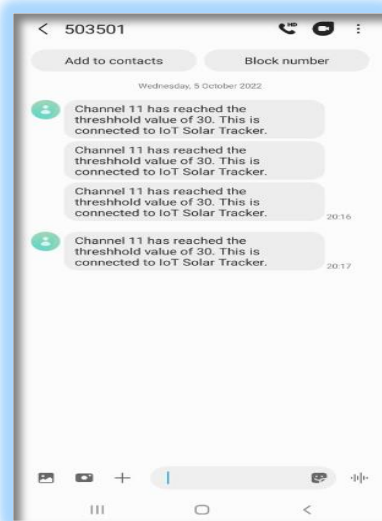 503501
HD
Add to contacts
Block number
Wednesday, 5 October 2022
Channel 11 has reached the
threshhold value of 30. This is
connected to IoT Solar Tracker.
Channel 11 has reached the
threshhold value of 30. This is
connected to IoT Solar Tracker.
Channel 11 has reached the
threshhold value of 30. This is
connected to IoT Solar Tracker.
20:16
Channel 11 has reached the
threshhold value of 30. This is
connected to IoT Solar Tracker.
20:17